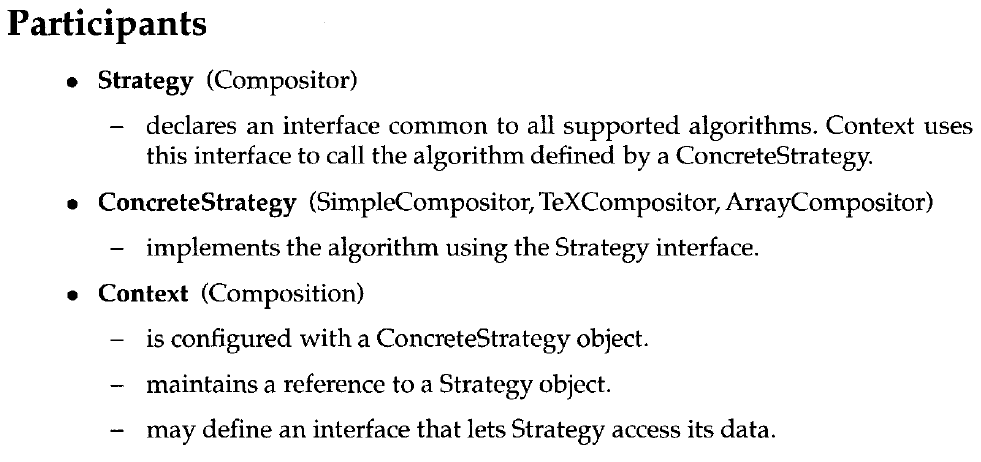 Participants
• Strategy (Compositor)
– declares an interface common to all supported algorithms. Context uses
this interface to call the algorithm defined by a ConcreteStrategy.
• ConcreteStrategy (SimpleCompositor, TeXCompositor, ArrayCompositor)
– implements the algorithm using the Strategy interface.
• Context (Composition)
– is configured with a ConcreteStrategy object.
– maintains a reference to a Strategy object.
– may define an interface that lets Strategy access its data.